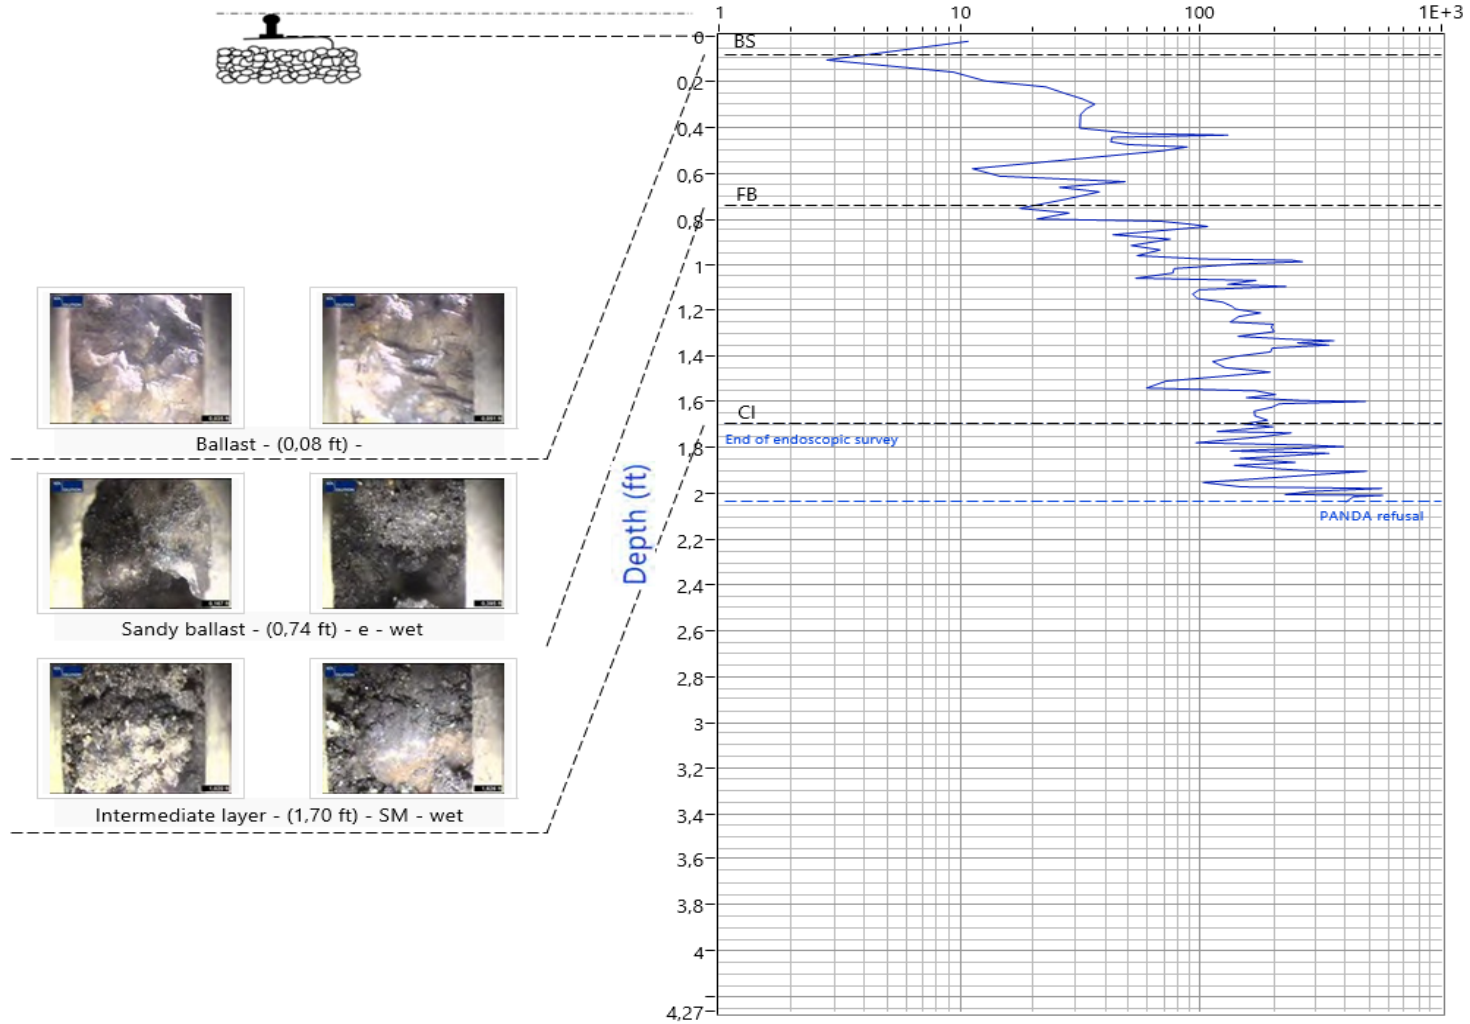 1
10
100
1E+3
0
BS
0,2
0,4
0,6
FB
0,8
1
1,2
1,4
1,6
CI
End of endoscopic survey
1,8
2
PANDA refusal
2,2
2,4
2,6
2,8
3
3,2
3,4
3,6
3,8
4
4,27
Depth (ft)
Ballast - (0,08 ft) -
Sandy ballast - (0,74 ft) - e - wet
Intermediate layer - (1,70 ft) - SM - wet